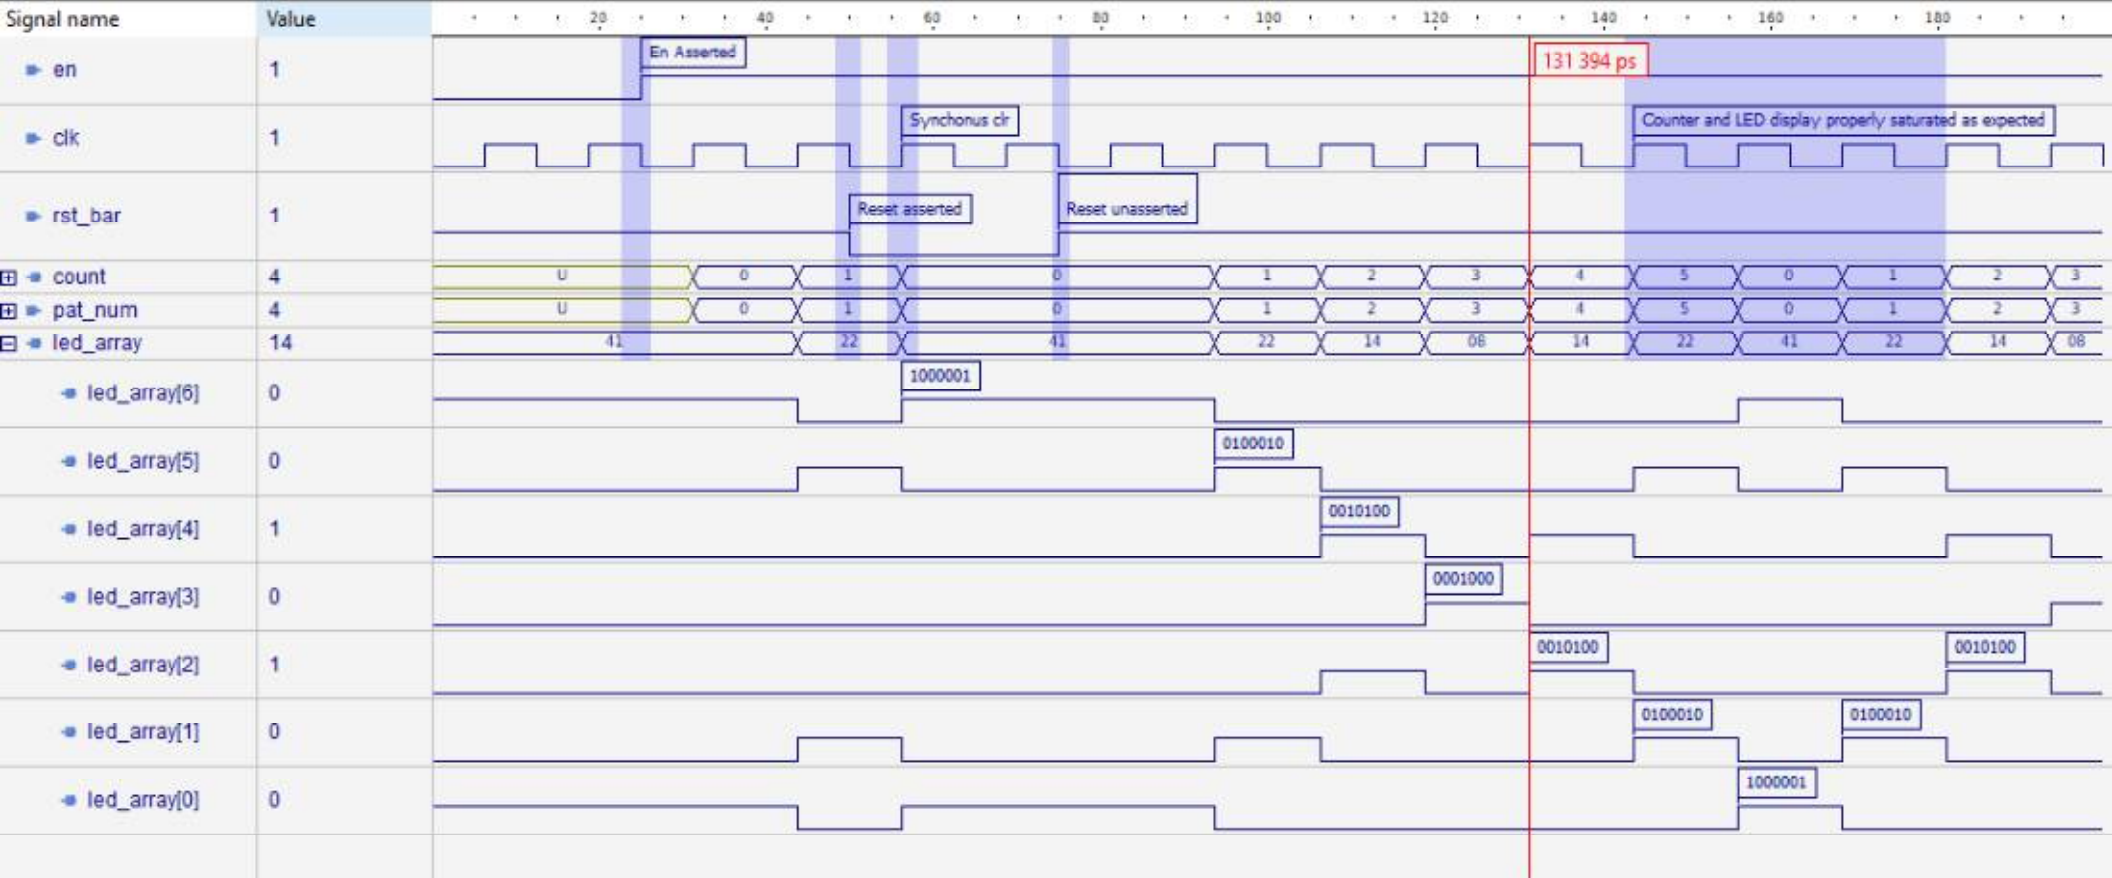 Signal name Value 20 40 60 80 100 120 140 160 180
en 1 En Asserted 131 394 ps
clk 1 Synchonus clr Counter and LED display properly saturated as expected
rst_bar 1 Reset asserted Reset unasserted
count 4 U 0 1 0 1 2 3 4 5 0 1 2 3
pat_num 4 U 0 1 0 1 2 3 4 5 0 1 2 3
led_array 14 41 22 41 22 14 08 14 22 41 22 14 08
led_array[6] 0 1000001
led_array[5] 0 0100010
led_array[4] 1 0010100
led_array[3] 0 0001000
led_array[2] 1 0010100 0010100
led_array[1] 0 0100010 0100010
led_array[0] 0 1000001